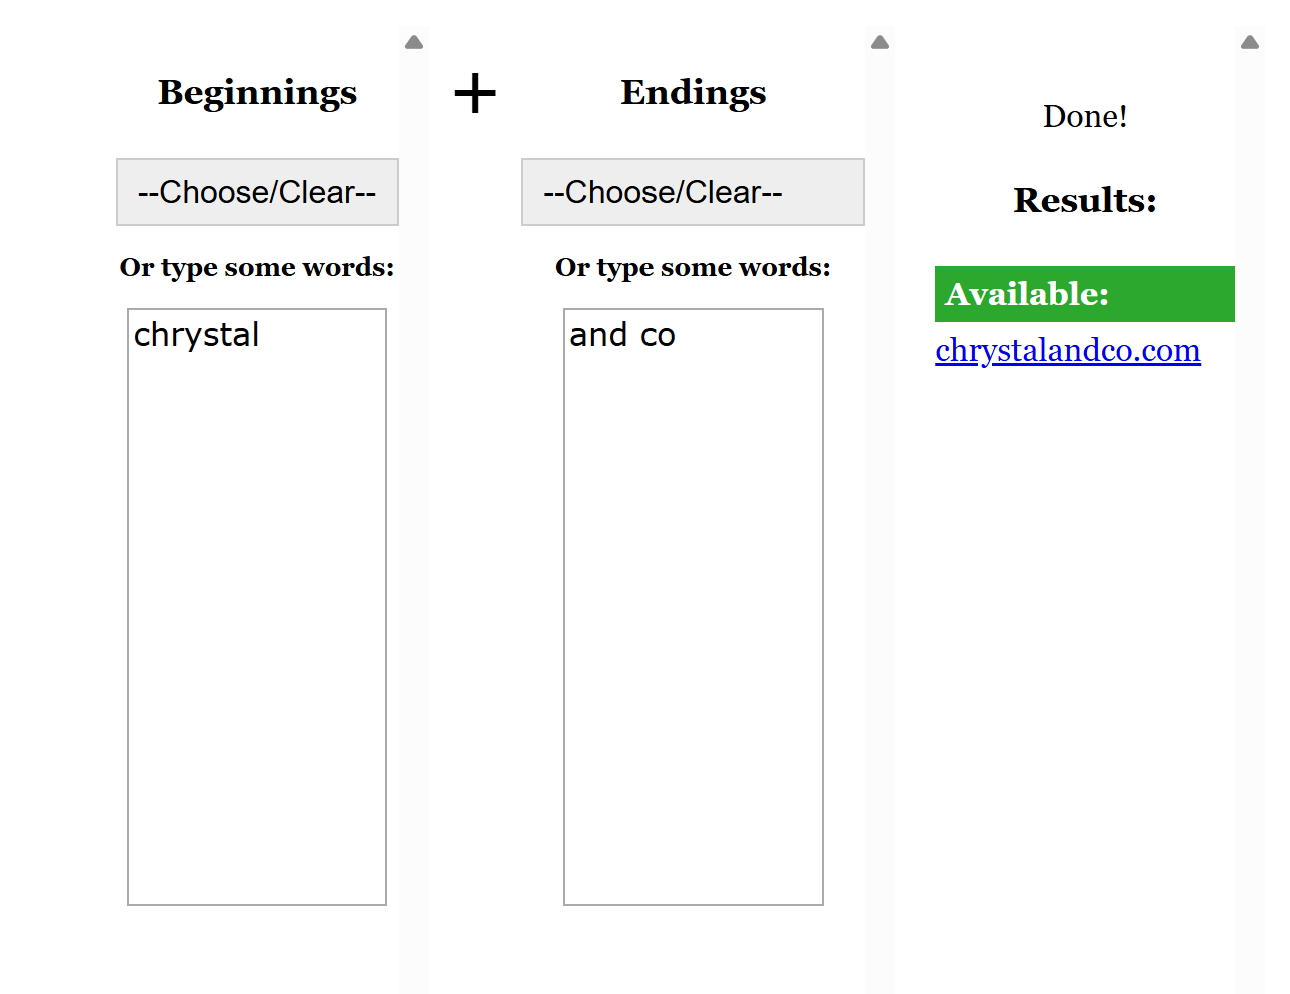 Beginnings
--Choose/Clear--
Or type some words:
chrystal
+
Endings
--Choose/Clear--
Or type some words:
and co
Done!
Results:
Available:
chrystalandco.com